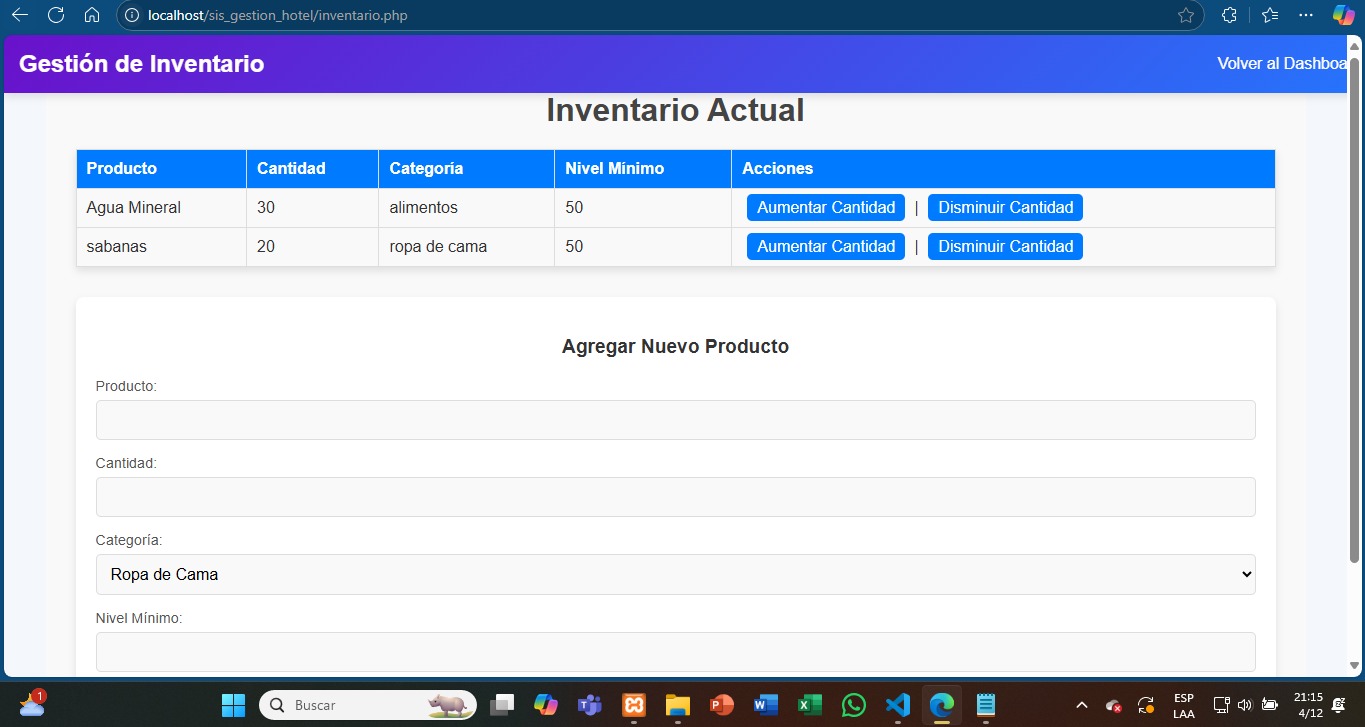 localhost/sis_gestion_hotel/inventario.php
Gestión de Inventario
Volver al Dashboa
Inventario Actual
Producto Cantidad Categoría Nivel Mínimo Acciones
Agua Mineral 30 alimentos 50 Aumentar Cantidad | Disminuir Cantidad
sabanas 20 ropa de cama 50 Aumentar Cantidad | Disminuir Cantidad
Agregar Nuevo Producto
Producto:
Cantidad:
Categoría:
Ropa de Cama
Nivel Mínimo:
1
Buscar
ESP
LAA
21:15
4/12